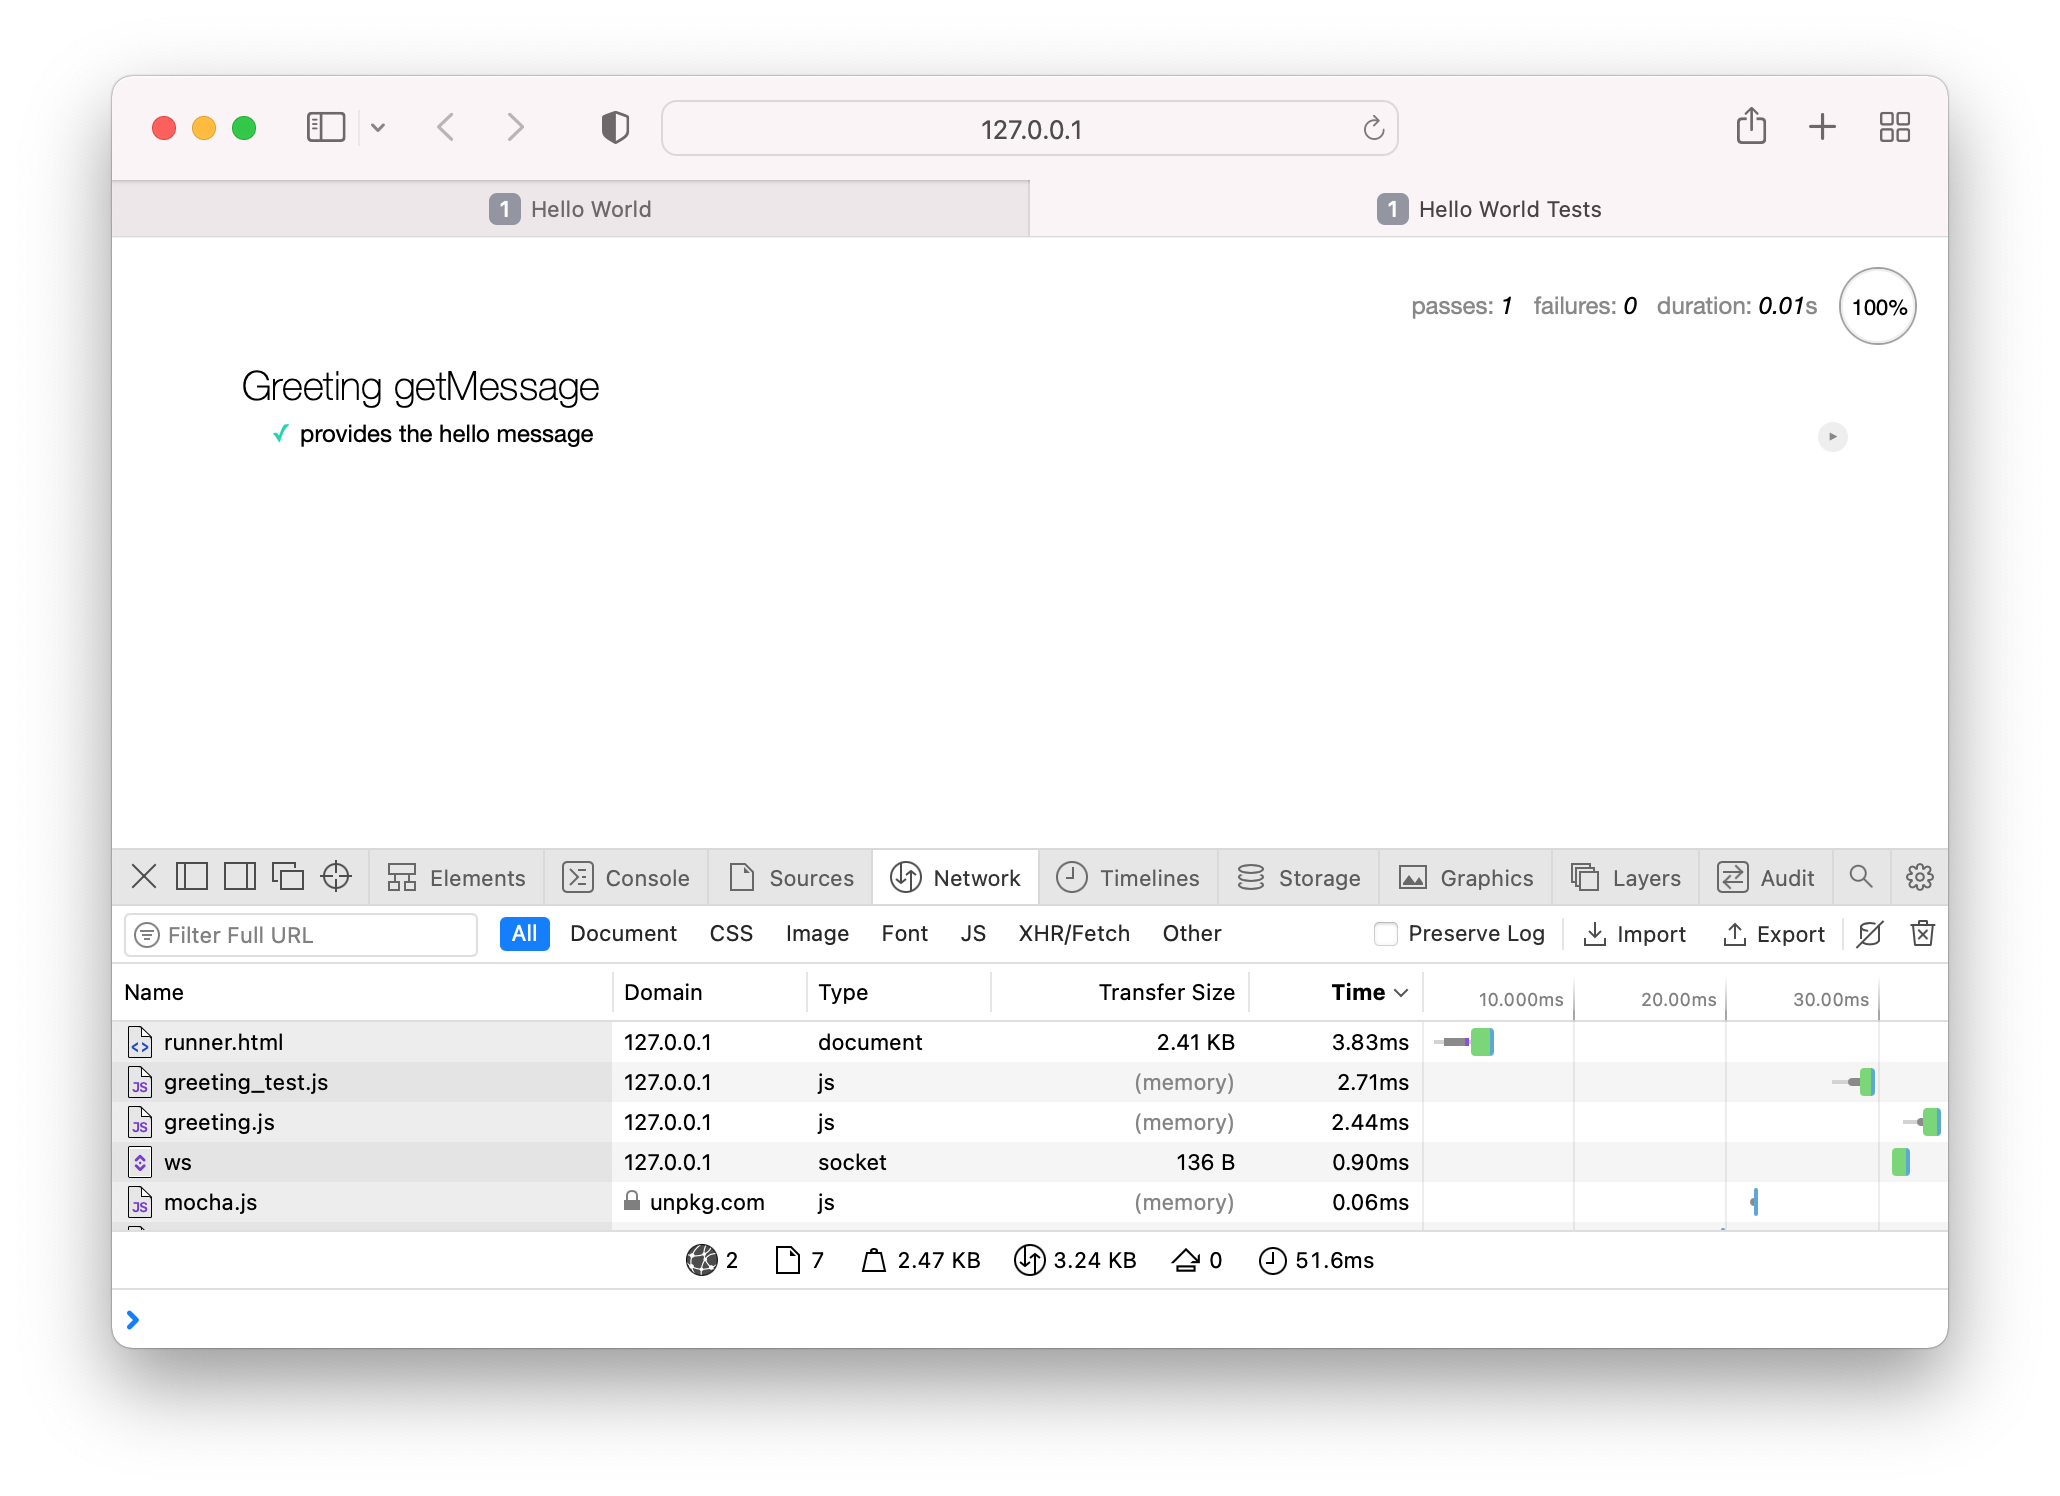 127.0.0.1
1 Hello World
1 Hello World Tests
passes: 1 failures: 0 duration: 0.01s 100%
Greeting getMessage
✓ provides the hello message
Elements Console Sources Network Timelines Storage Graphics Layers Audit
Filter Full URL All Document CSS Image Font JS XHR/Fetch Other Preserve Log Import Export
Name Domain Type Transfer Size Time 10.000ms 20.00ms 30.00ms
runner.html 127.0.0.1 document 2.41 KB 3.83ms
JS greeting_test.js 127.0.0.1 js (memory) 2.71ms
JS greeting.js 127.0.0.1 js (memory) 2.44ms
ws 127.0.0.1 socket 136 B 0.90ms
JS mocha.js unpkg.com js (memory) 0.06ms
2 7 2.47 KB 3.24 KB 0 51.6ms